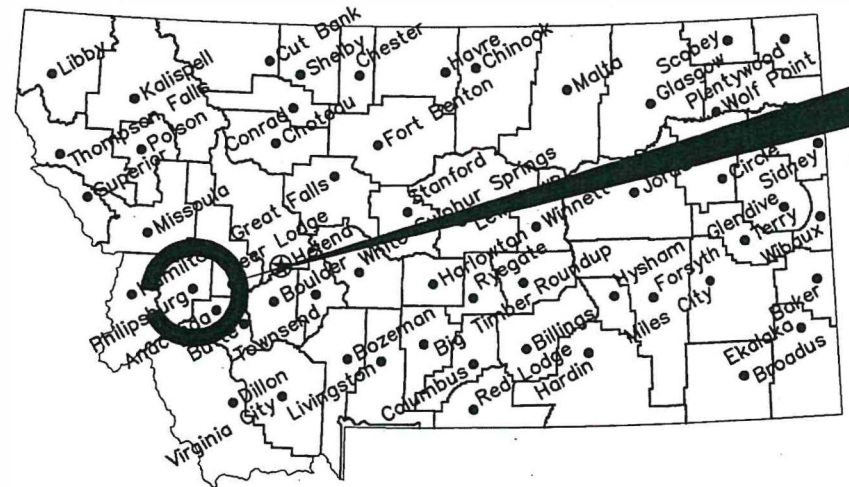 Libby
Cut Bank
Shelby
Chester
Havre
Chinook
Scobey
Plentywood
Kalispell
Malta
Glasgow
Wolf Point
Thompson Falls
Polson
Conrad
Choteau
Fort Benton
Superior
Great Falls
Stanford
Circle
Sidney
Missoula
Sulphur Springs
Winnett
Glendive
Terry
Wibaux
Lodge
Helena
White
Boulder
Harlowton
Ryegate
Roundup
Hysham
Forsyth
Miles City
Baker
Philipsburg
Townsend
Bozeman
Big Timber
Billings
Ekalaka
Broadus
Dillon
Virginia City
Livingston
Columbus
Red Lodge
Hardin